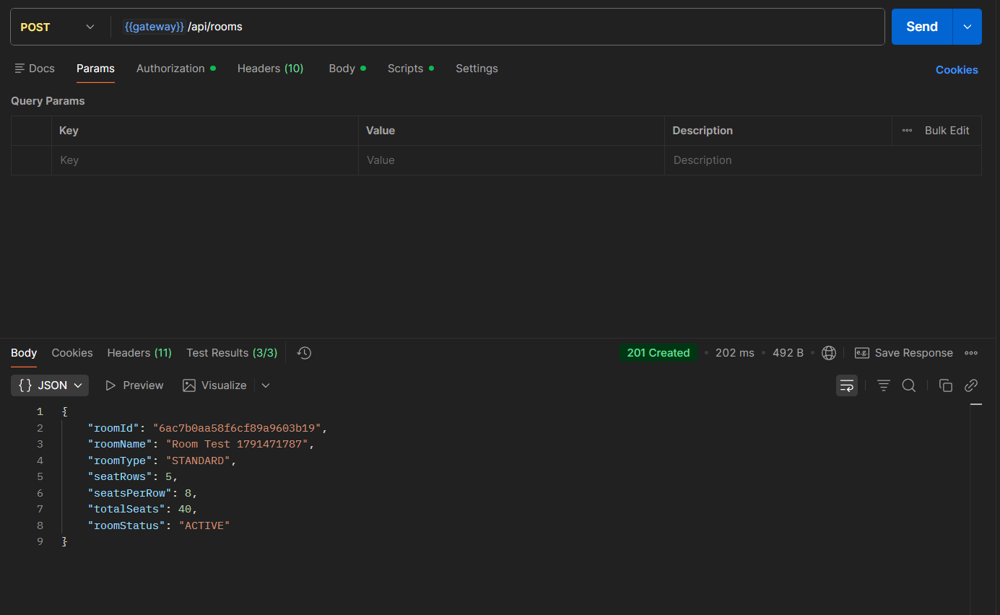 POST {{gateway}} /api/rooms Send
Docs Params Authorization Headers (10) Body Scripts Settings Cookies
Query Params
Key Value Description Bulk Edit
Key Value Description
Body Cookies Headers (11) Test Results (3/3) 201 Created 202 ms 492 B e.g. Save Response
{} JSON Preview Visualize
1 {
2 "roomId": "6ac7b0aa58f6cf89a9603b19",
3 "roomName": "Room Test 1791471787",
4 "roomType": "STANDARD",
5 "seatRows": 5,
6 "seatsPerRow": 8,
7 "totalSeats": 40,
8 "roomStatus": "ACTIVE"
9 }